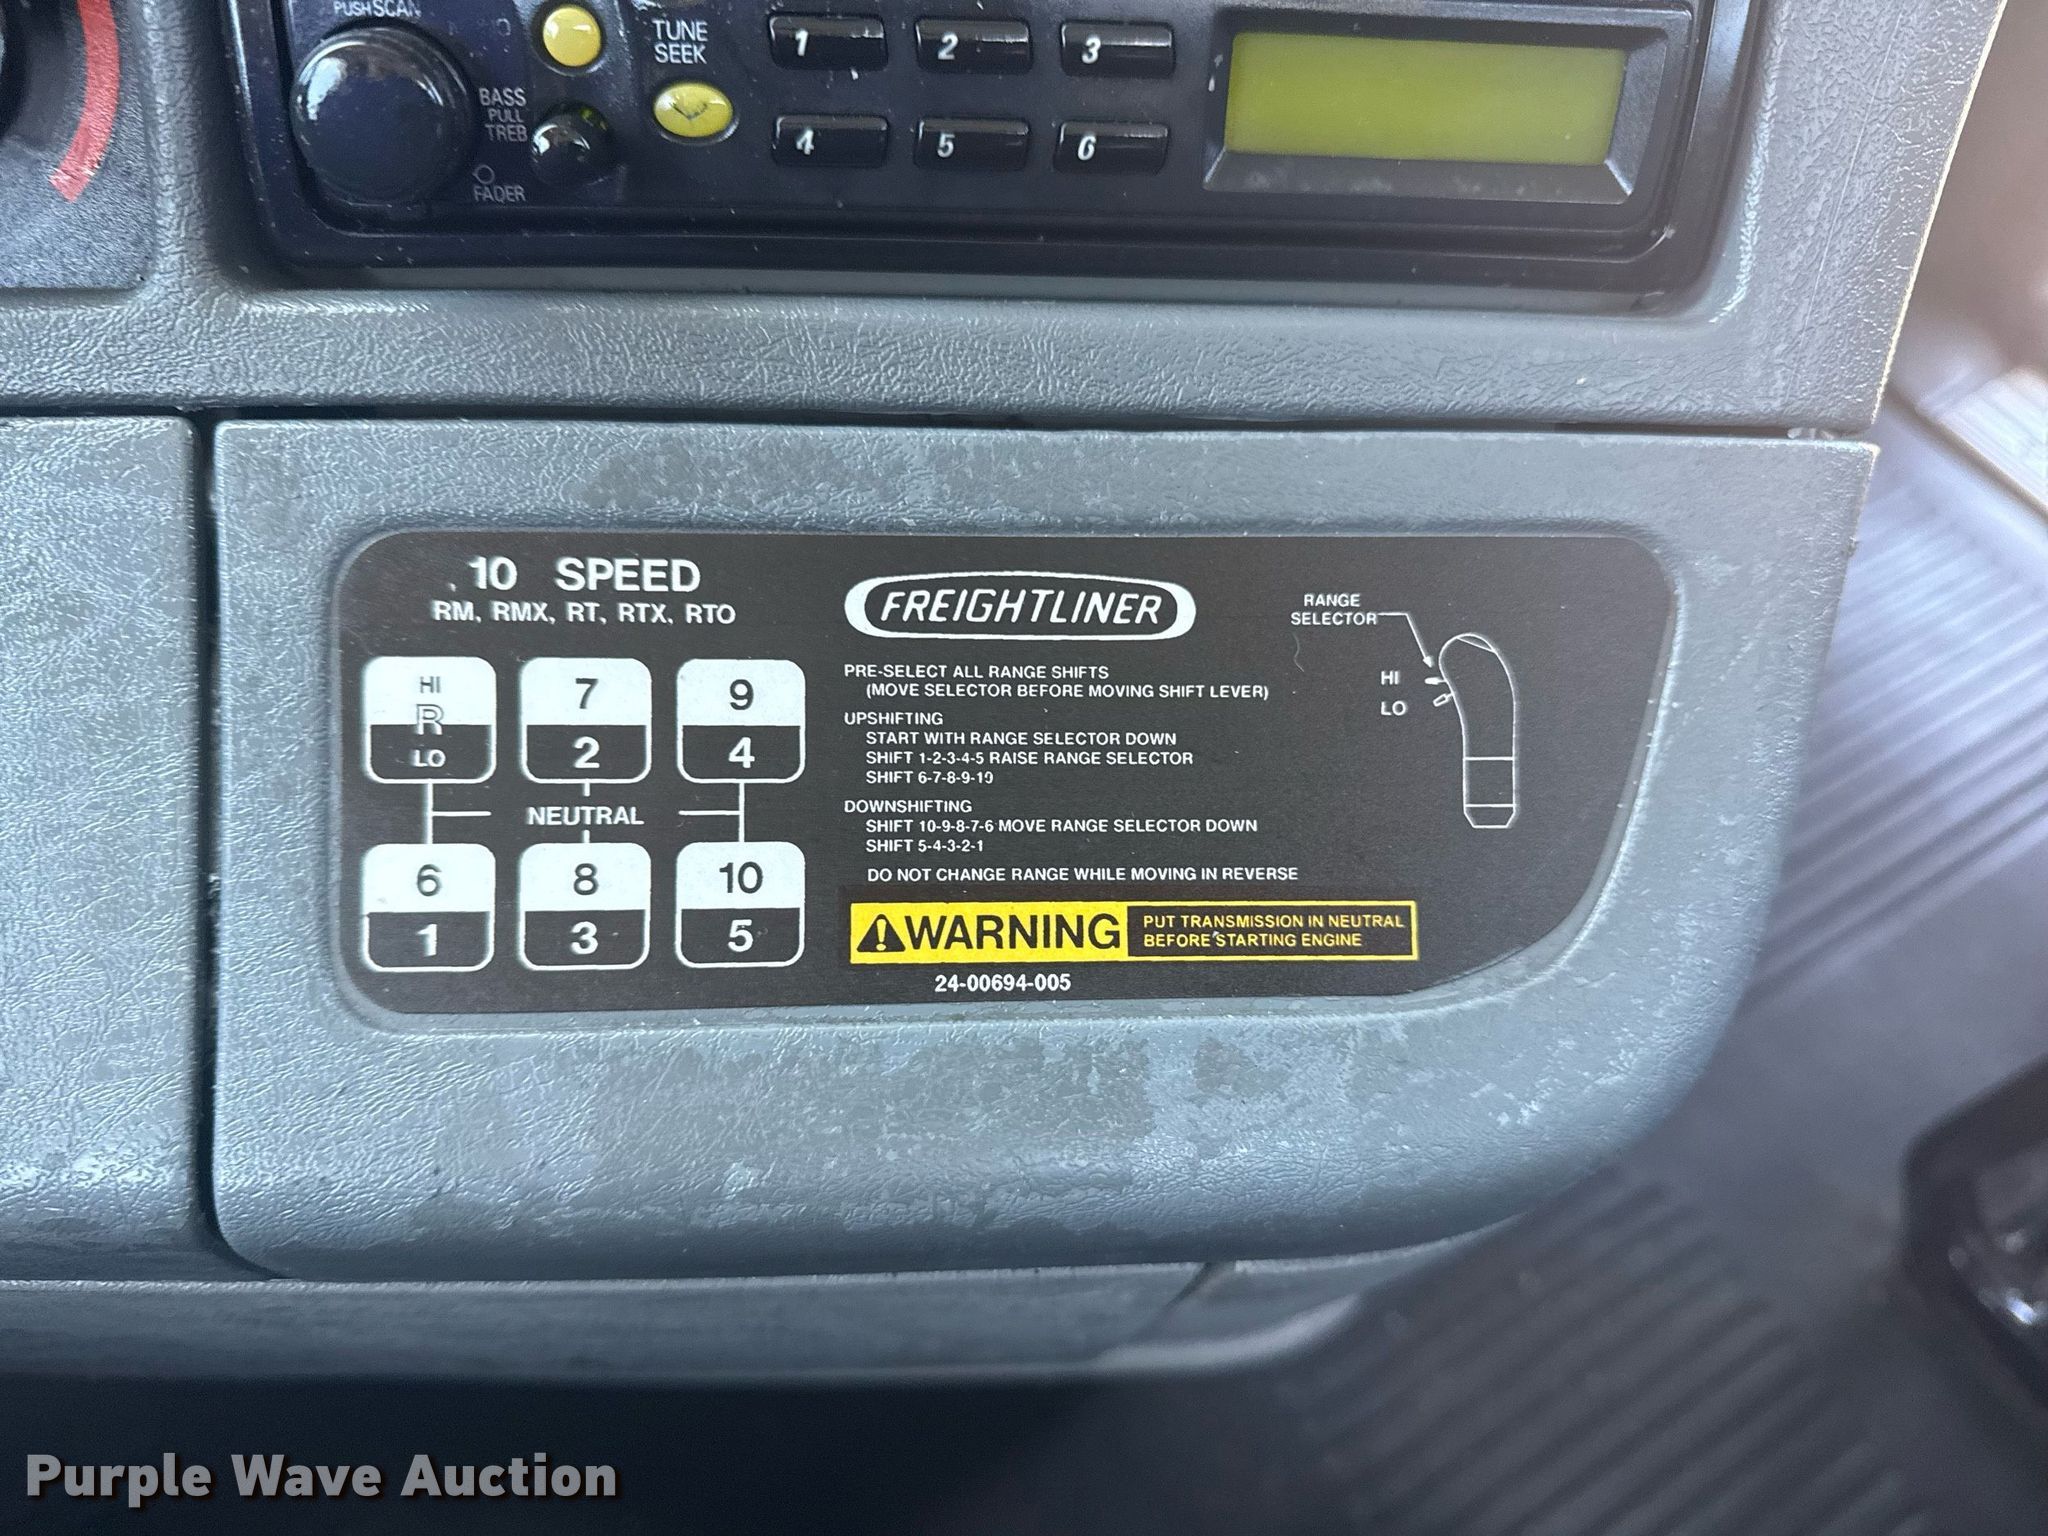 PUSH SCAN
TUNE
SEEK
BASS
PULL
TREB
FADER
1 2 3
4 5 6
10 SPEED
RM, RMX, RT, RTX, RTO
HI
R
LO
7
2
9
4
NEUTRAL
6
1
8
3
10
5
FREIGHTLINER
PRE-SELECT ALL RANGE SHIFTS
(MOVE SELECTOR BEFORE MOVING SHIFT LEVER)
UPSHIFTING
START WITH RANGE SELECTOR DOWN
SHIFT 1-2-3-4-5 RAISE RANGE SELECTOR
SHIFT 6-7-8-9-10
DOWNSHIFTING
SHIFT 10-9-8-7-6 MOVE RANGE SELECTOR DOWN
SHIFT 5-4-3-2-1
DO NOT CHANGE RANGE WHILE MOVING IN REVERSE
WARNING
PUT TRANSMISSION IN NEUTRAL
BEFORE STARTING ENGINE
24-00694-005
RANGE
SELECTOR
HI
LO
Purple Wave Auction